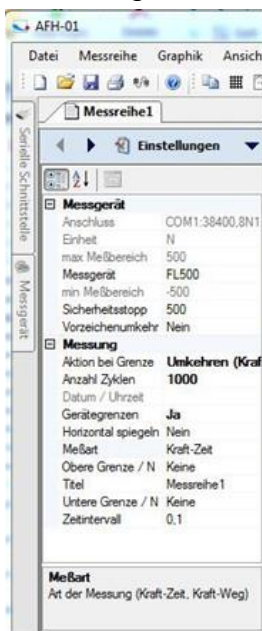 AFH-01
Datei Messreihe Graphik Ansich
Messreihe1
Einstellungen
Serielle Schnittstelle
Messgerät
Messgerät
Anschluss COM1:38400,8N1
Einheit N
max Meßbereich 500
Messgerät FL500
min Meßbereich -500
Sicherheitsstopp 500
Vorzeichenumkehr Nein
Messung
Aktion bei Grenze Umkehren (Kraf
Anzahl Zyklen 1000
Datum / Uhrzeit
Gerätegrenzen Ja
Horizontal spiegeln Nein
Meßart Kraft-Zeit
Obere Grenze / N Keine
Titel Messreihe1
Untere Grenze / N Keine
Zeitintervall 0,1
Meßart
Art der Messung (Kraft-Zeit, Kraft-Weg)